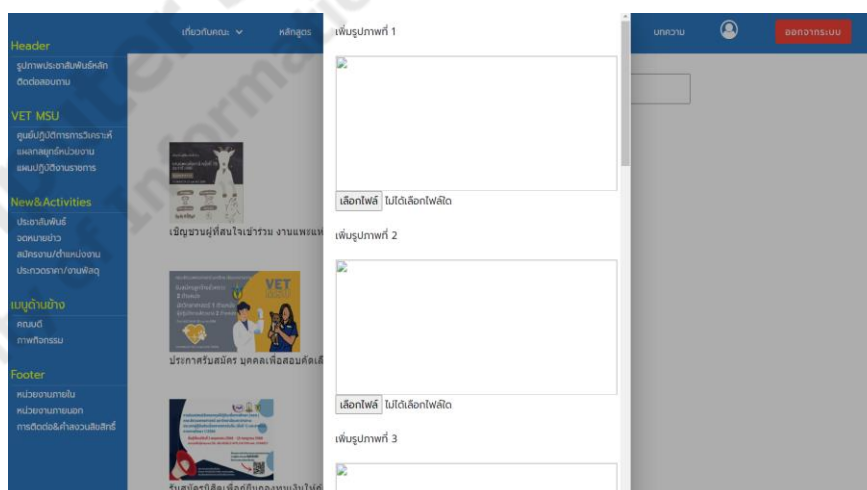 เกี่ยวกับคณะ
หลักสูตร
บทความ
ออกจากระบบ
Header
รูปภาพประชาสัมพันธ์หลัก
ติดต่อสอบถาม
VET MSU
ศูนย์ปฏิบัติการการวิเคราะห์
แผนกลยุทธ์หน่วยงาน
แผนปฏิบัติงานราชการ
New&Activities
ประชาสัมพันธ์
จดหมายข่าว
สมัครงาน/ตำแหน่งงาน
ประกวดราคา/งานพัสดุ
เมนูด้านข้าง
คณบดี
ภาพกิจกรรม
Footer
หน่วยงานภายใน
หน่วยงานภายนอก
การติดต่อ&คำสงวนลิขสิทธิ์
เชิญชวนผู้ที่สนใจเข้าร่วม งานแพะแห
VET
ประกาศรับสมัคร บุคคลเพื่อสอบคัดเลื
เพิ่มรูปภาพที่ 1
เลือกไฟล์ ไม่ได้เลือกไฟล์ใด
เพิ่มรูปภาพที่ 2
เลือกไฟล์ ไม่ได้เลือกไฟล์ใด
เพิ่มรูปภาพที่ 3